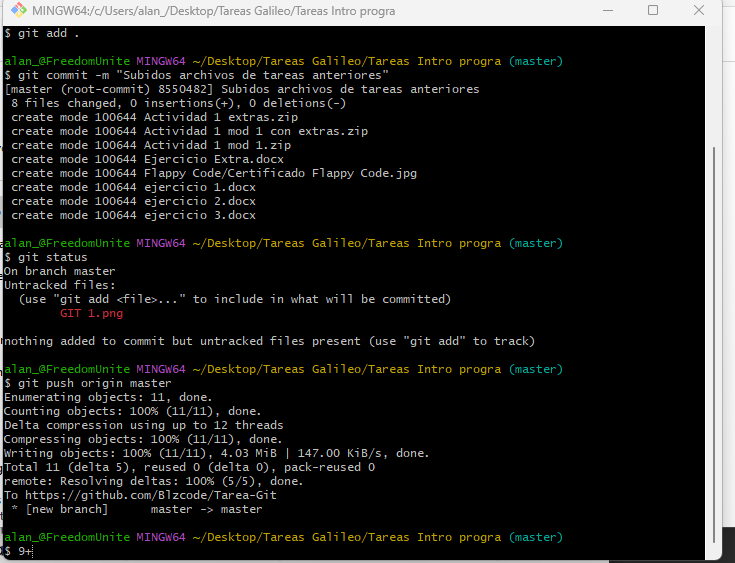 MINGW64:/c/Users/alan_/Desktop/Tareas Galileo/Tareas Intro progra
$ git add .
alan_@FreedomUnite MINGW64 ~/Desktop/Tareas Galileo/Tareas Intro progra (master)
$ git commit -m "Subidos archivos de tareas anteriores"
[master (root-commit) 8550482] Subidos archivos de tareas anteriores
 8 files changed, 0 insertions(+), 0 deletions(-)
 create mode 100644 Actividad 1 extras.zip
 create mode 100644 Actividad 1 mod 1 con extras.zip
 create mode 100644 Actividad 1 mod 1.zip
 create mode 100644 Ejercicio Extra.docx
 create mode 100644 Flappy Code/Certificado Flappy Code.jpg
 create mode 100644 ejercicio 1.docx
 create mode 100644 ejercicio 2.docx
 create mode 100644 ejercicio 3.docx
alan_@FreedomUnite MINGW64 ~/Desktop/Tareas Galileo/Tareas Intro progra (master)
$ git status
On branch master
Untracked files:
  (use "git add <file>..." to include in what will be committed)
        GIT 1.png
nothing added to commit but untracked files present (use "git add" to track)
alan_@FreedomUnite MINGW64 ~/Desktop/Tareas Galileo/Tareas Intro progra (master)
$ git push origin master
Enumerating objects: 11, done.
Counting objects: 100% (11/11), done.
Delta compression using up to 12 threads
Compressing objects: 100% (11/11), done.
Writing objects: 100% (11/11), 4.03 MiB | 147.00 KiB/s, done.
Total 11 (delta 5), reused 0 (delta 0), pack-reused 0
remote: Resolving deltas: 100% (5/5), done.
To https://github.com/Blzcode/Tarea-Git
 * [new branch]      master -> master
alan_@FreedomUnite MINGW64 ~/Desktop/Tareas Galileo/Tareas Intro progra (master)
$ 9+